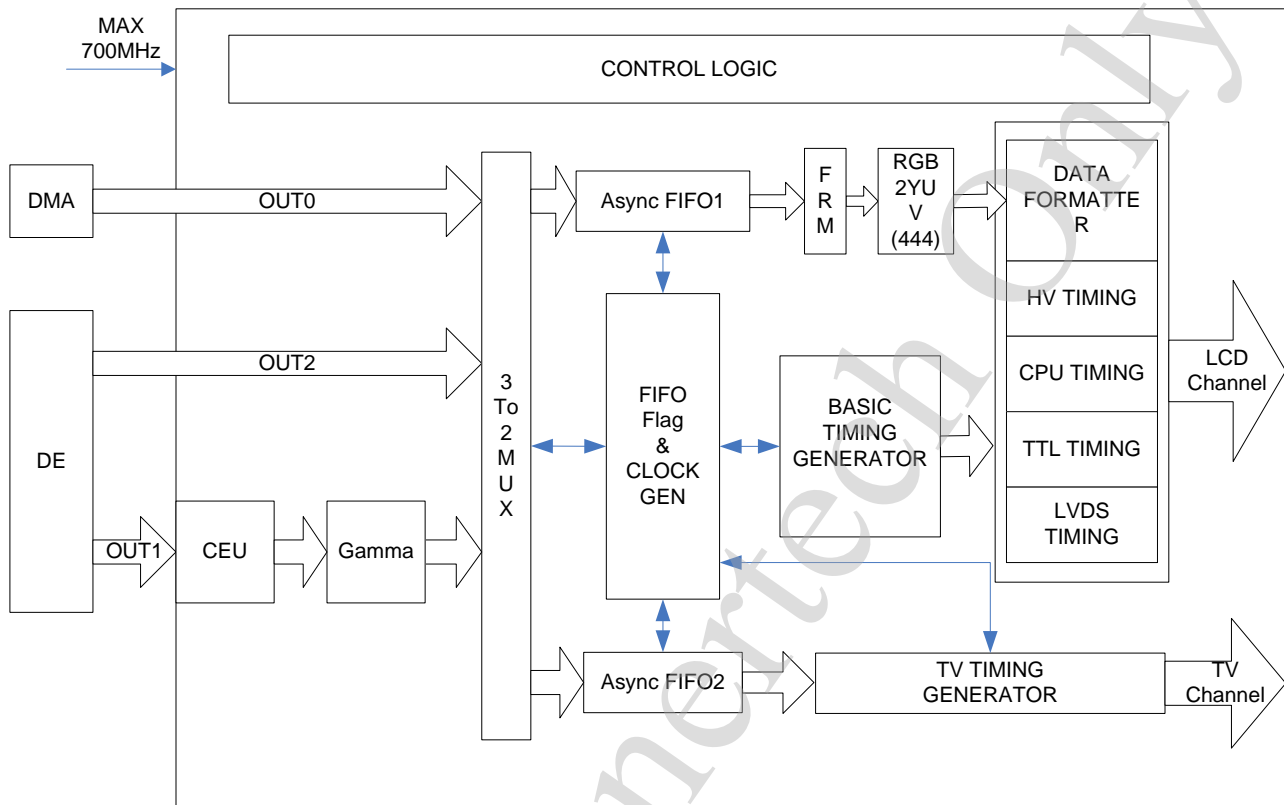 MAX
700MHz
CONTROL LOGIC
DMA
OUT0
Async FIFO1
F
R
M
RGB
2YU
V
(444)
DATA
FORMATTE
R
HV TIMING
CPU TIMING
TTL TIMING
LVDS
TIMING
LCD
Channel
DE
OUT2
OUT1
CEU
Gamma
3
To
2
M
U
X
FIFO
Flag
&
CLOCK
GEN
BASIC
TIMING
GENERATOR
Async FIFO2
TV TIMING
GENERATOR
TV
Channel
nertech Only